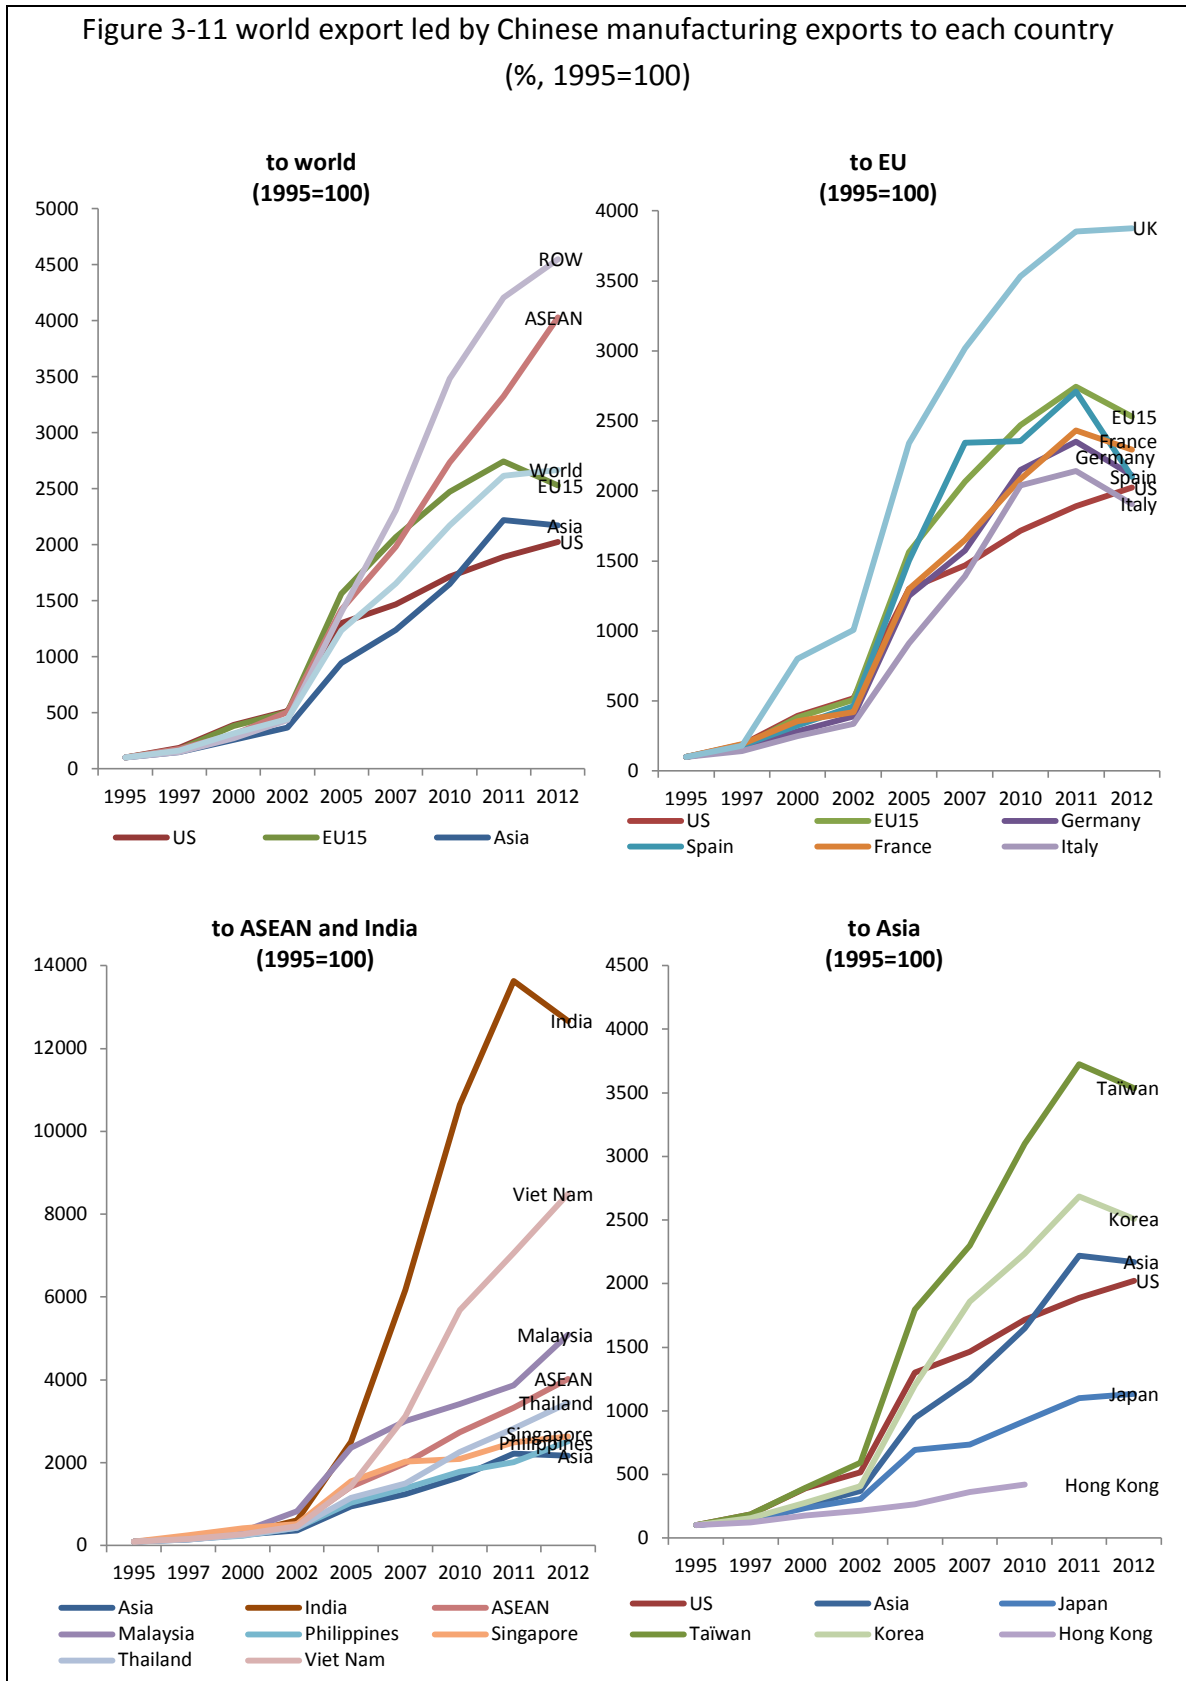 Figure 3-11 world export led by Chinese manufacturing exports to each country
(%, 1995=100)
to world
(1995=100)
5000
4500
4000
3500
3000
2500
2000
1500
1000
500
0
ROW
ASEAN
World
EU15
Asia
US
1995 1997 2000 2002 2005 2007 2010 2011 2012
US EU15 Asia
to EU
(1995=100)
4000
3500
3000
2500
2000
1500
1000
500
0
UK
EU15
France
Germany
Spain
US
Italy
1995 1997 2000 2002 2005 2007 2010 2011 2012
US EU15 Germany
Spain France Italy
to ASEAN and India
(1995=100)
14000
12000
10000
8000
6000
4000
2000
0
India
Viet Nam
Malaysia
ASEAN
Thailand
Singapore
Philippines
Asia
1995 1997 2000 2002 2005 2007 2010 2011 2012
Asia India ASEAN
Malaysia Philippines Singapore
Thailand Viet Nam
to Asia
(1995=100)
4500
4000
3500
3000
2500
2000
1500
1000
500
0
Taïwan
Korea
Asia
US
Japan
Hong Kong
1995 1997 2000 2002 2005 2007 2010 2011 2012
US Asia Japan
Taïwan Korea Hong Kong